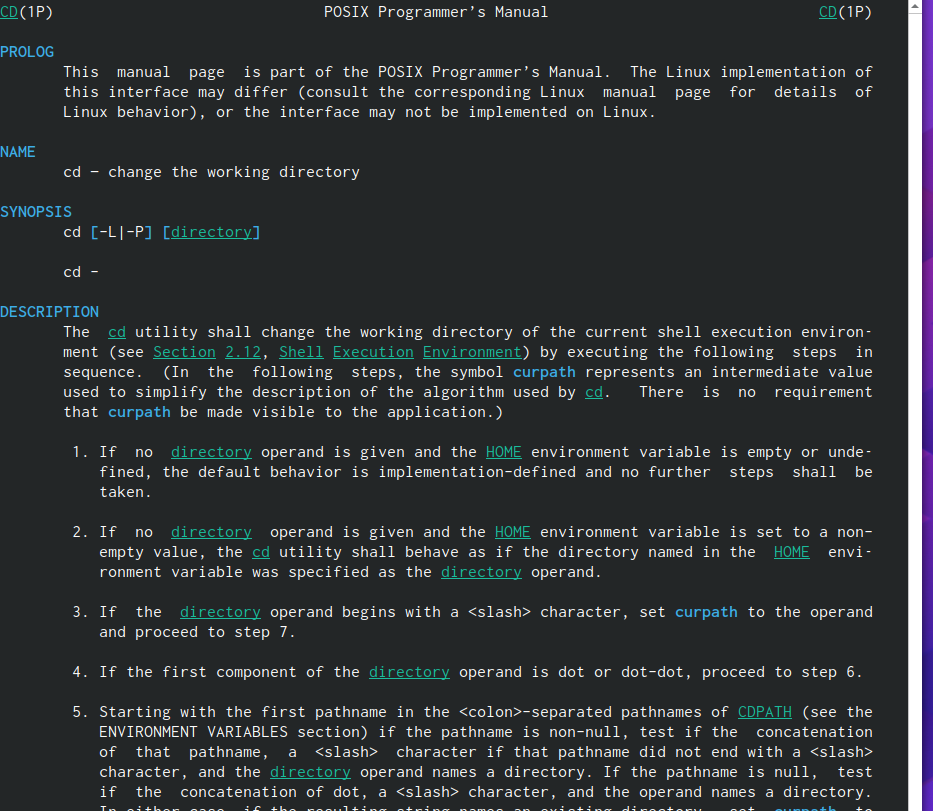 CD(1P) POSIX Programmer’s Manual CD(1P)
PROLOG
This manual page is part of the POSIX Programmer’s Manual. The Linux implementation of
this interface may differ (consult the corresponding Linux manual page for details of
Linux behavior), or the interface may not be implemented on Linux.
NAME
cd — change the working directory
SYNOPSIS
cd [-L|-P] [directory]
cd -
DESCRIPTION
The cd utility shall change the working directory of the current shell execution environ-
ment (see Section 2.12, Shell Execution Environment) by executing the following steps in
sequence. (In the following steps, the symbol curpath represents an intermediate value
used to simplify the description of the algorithm used by cd. There is no requirement
that curpath be made visible to the application.)
1. If no directory operand is given and the HOME environment variable is empty or unde-
fined, the default behavior is implementation-defined and no further steps shall be
taken.
2. If no directory operand is given and the HOME environment variable is set to a non-
empty value, the cd utility shall behave as if the directory named in the HOME envi-
ronment variable was specified as the directory operand.
3. If the directory operand begins with a <slash> character, set curpath to the operand
and proceed to step 7.
4. If the first component of the directory operand is dot or dot-dot, proceed to step 6.
5. Starting with the first pathname in the <colon>-separated pathnames of CDPATH (see the
ENVIRONMENT VARIABLES section) if the pathname is non-null, test if the concatenation
of that pathname, a <slash> character if that pathname did not end with a <slash>
character, and the directory operand names a directory. If the pathname is null, test
if the concatenation of dot, a <slash> character, and the operand names a directory.
In either case, if the resulting string names an existing directory, set curpath to